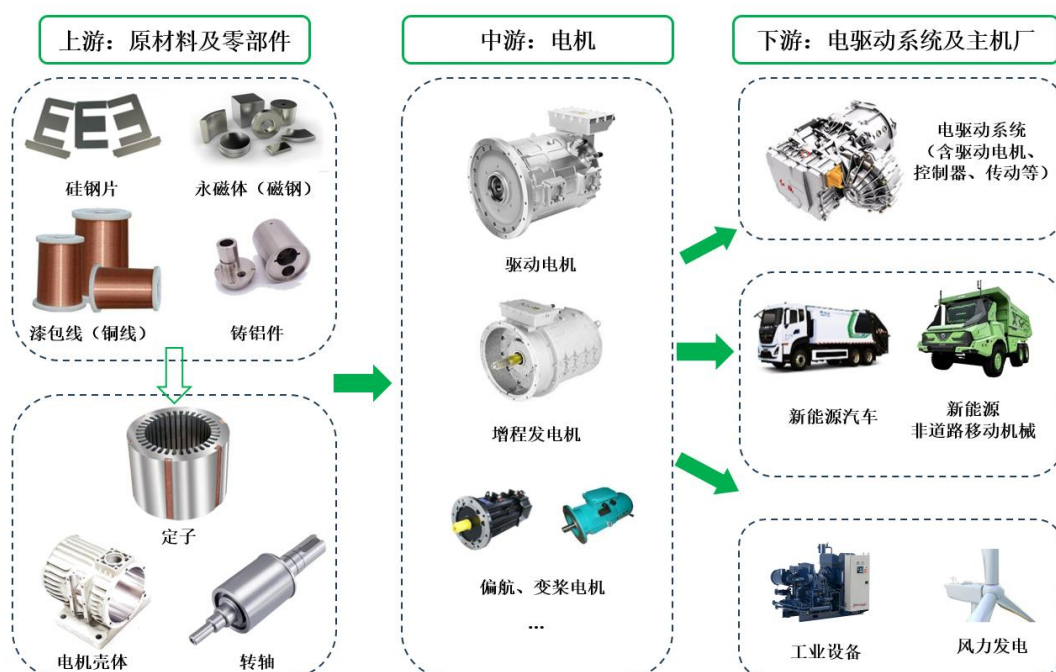 上游：原材料及零部件
硅钢片
永磁体（磁钢）
漆包线（铜线）
铸铝件
定子
电机壳体
转轴
中游：电机
驱动电机
增程发电机
偏航、变桨电机
...
下游：电驱动系统及主机厂
电驱动系统
（含驱动电机、
控制器、传动等）
新能源汽车
新能源
非道路移动机械
工业设备
风力发电